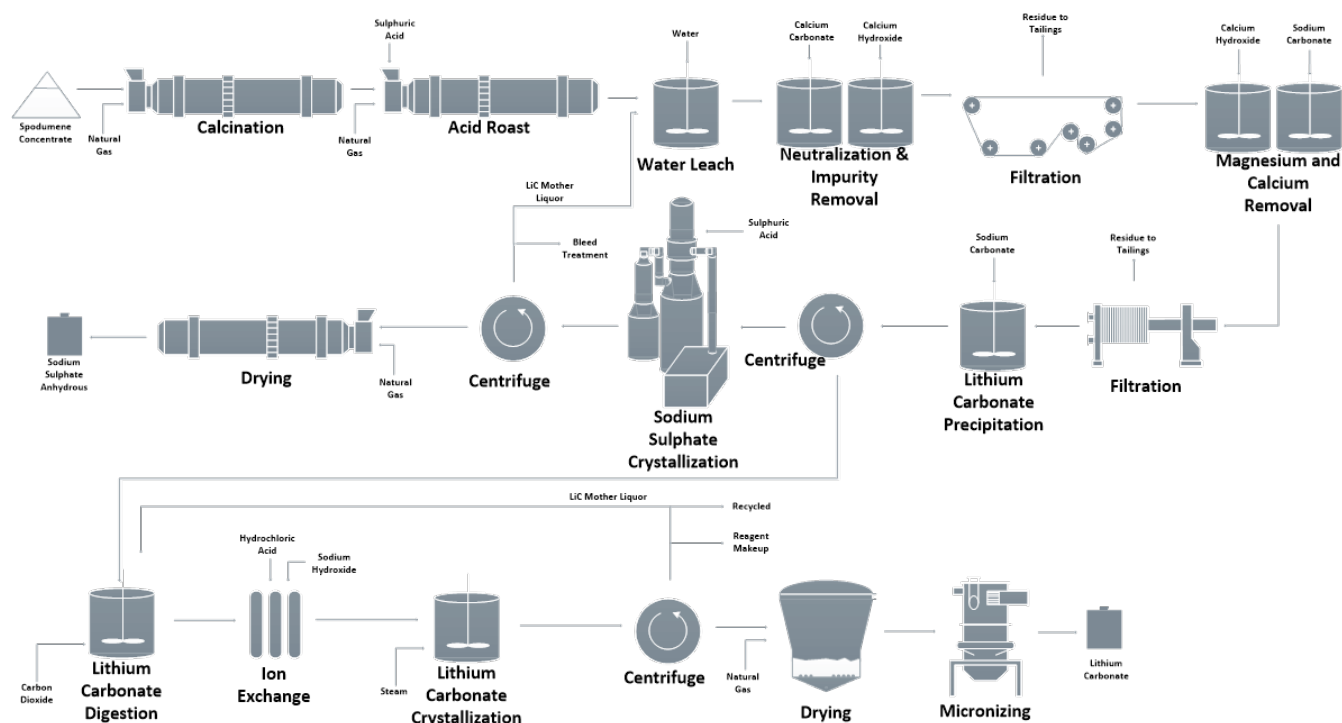 Sulphuric
Acid
Water
Calcium
Carbonate
Calcium
Hydroxide
Residue to
Tailings
Calcium
Hydroxide
Sodium
Carbonate
Spodumene
Concentrate
Natural
Gas
Calcination
Natural
Gas
Acid Roast
Water Leach
Neutralization &
Impurity
Removal
Filtration
Magnesium and
Calcium
Removal
LiC Mother
Liquor
Bleed
Treatment
Sulphuric
Acid
Sodium
Carbonate
Residue to
Tailings
Sodium
Sulphate
Anhydrous
Drying
Natural
Gas
Centrifuge
Sodium
Sulphate
Crystallization
Centrifuge
Lithium
Carbonate
Precipitation
Filtration
LiC Mother Liquor
Recycled
Reagent
Makeup
Hydrochloric
Acid
Sodium
Hydroxide
Carbon
Dioxide
Lithium
Carbonate
Digestion
Ion
Exchange
Steam
Lithium
Carbonate
Crystallization
Centrifuge
Natural
Gas
Drying
Micronizing
Lithium
Carbonate